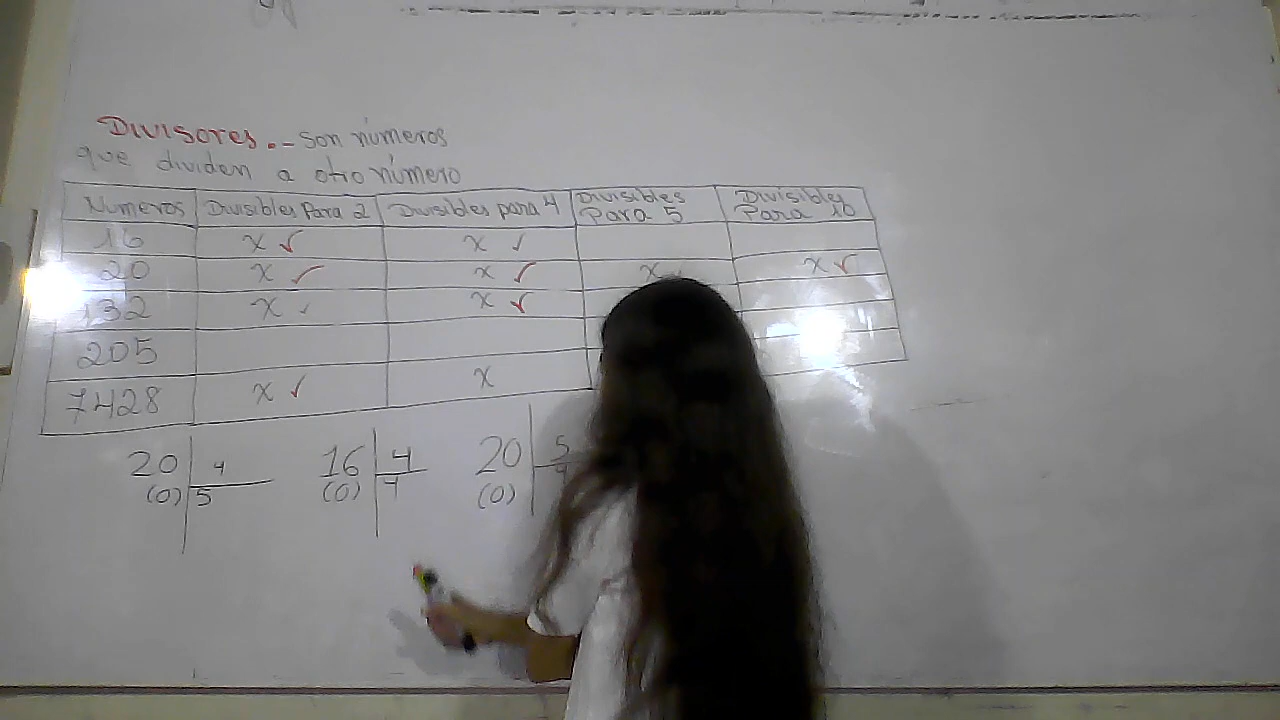 Divisores.- son números
que dividen a otro número
Numeros Divisibles Para 2 Divisibles para 4 Divisibles Para 5 Divisibles Para 10
16 x ✓ x ✓
20 x ✓ x ✓ x x ✓
132 x ✓ x ✓
205
7428 x ✓ x
20 4 16 4 20 5
(0) 5 (0) 4 (0)